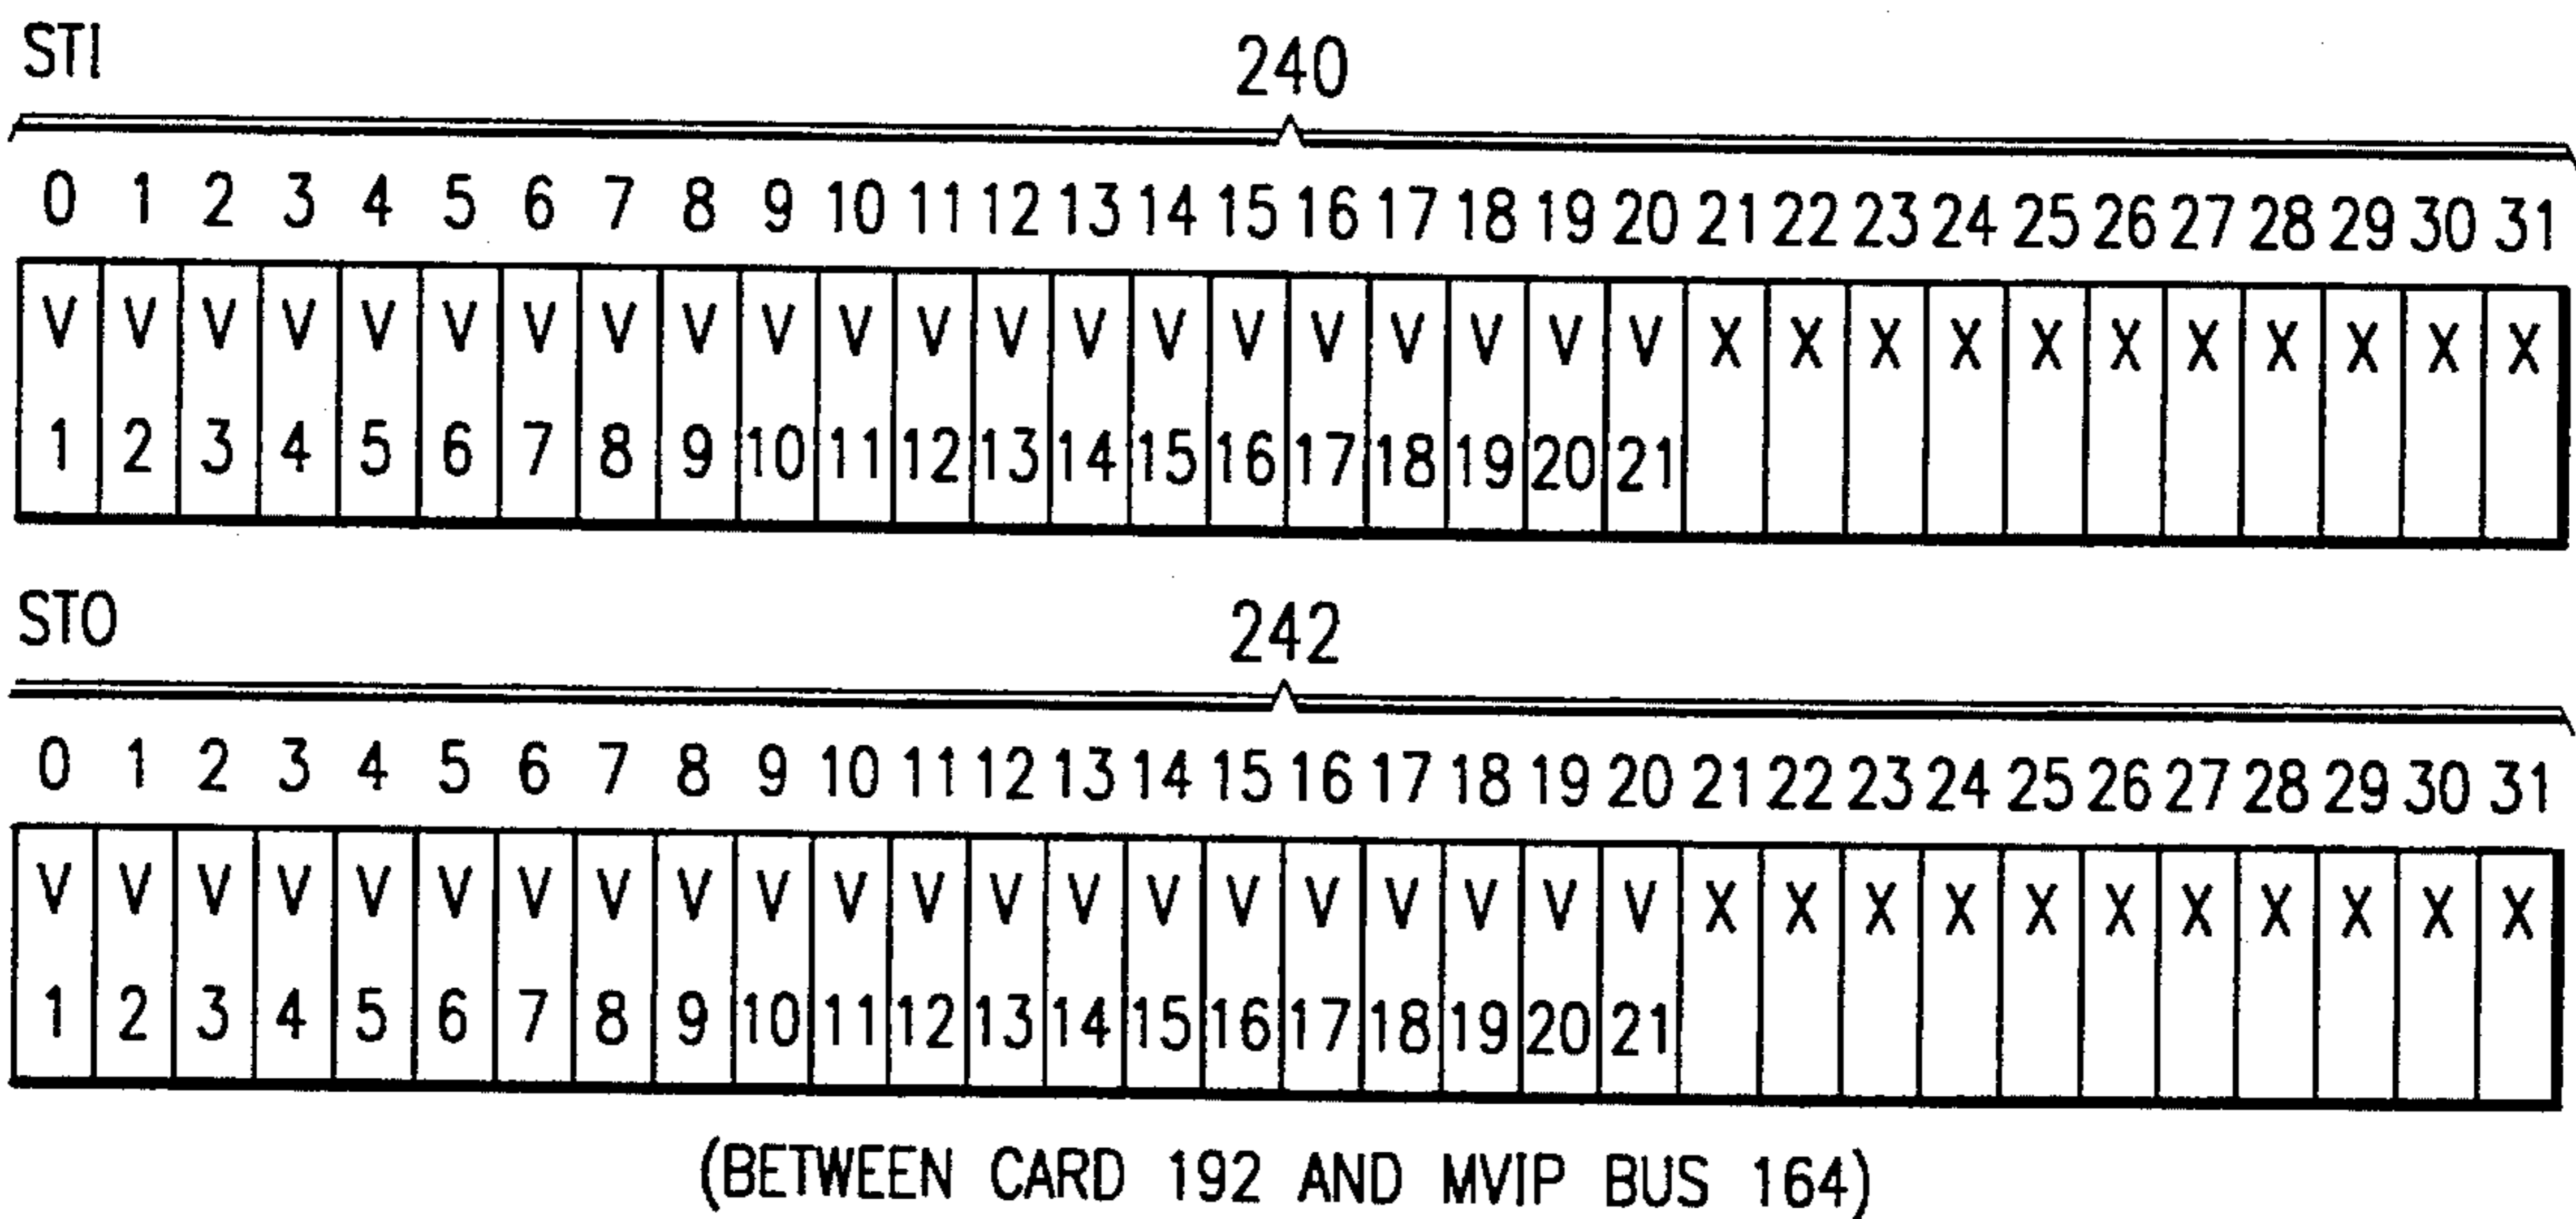 STI
240
0 1 2 3 4 5 6 7 8 9 10 11 12 13 14 15 16 17 18 19 20 21 22 23 24 25 26 27 28 29 30 31
V V V V V V V V V V V V V V V V V V V V V X X X X X X X X X X X
1 2 3 4 5 6 7 8 9 10 11 12 13 14 15 16 17 18 19 20 21
STO
242
0 1 2 3 4 5 6 7 8 9 10 11 12 13 14 15 16 17 18 19 20 21 22 23 24 25 26 27 28 29 30 31
V V V V V V V V V V V V V V V V V V V V V X X X X X X X X X X X
1 2 3 4 5 6 7 8 9 10 11 12 13 14 15 16 17 18 19 20 21
(BETWEEN CARD 192 AND MVIP BUS 164)